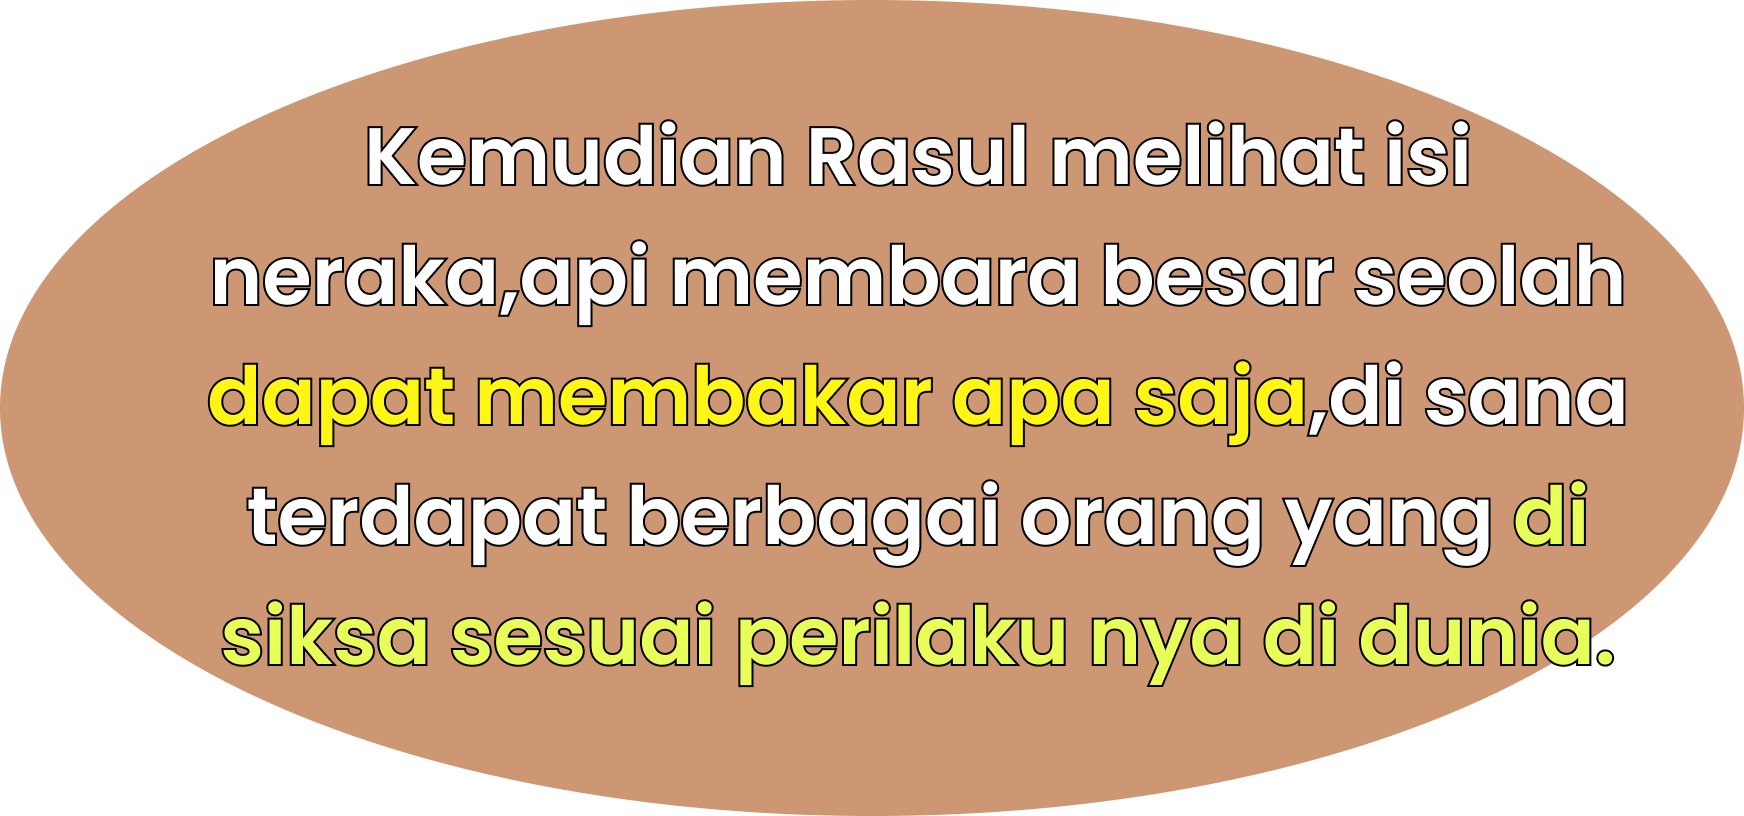 Kemudian Rasul melihat isi
neraka,api membara besar seolah
dapat membakar apa saja,di sana
terdapat berbagai orang yang di
siksa sesuai perilaku nya di dunia.